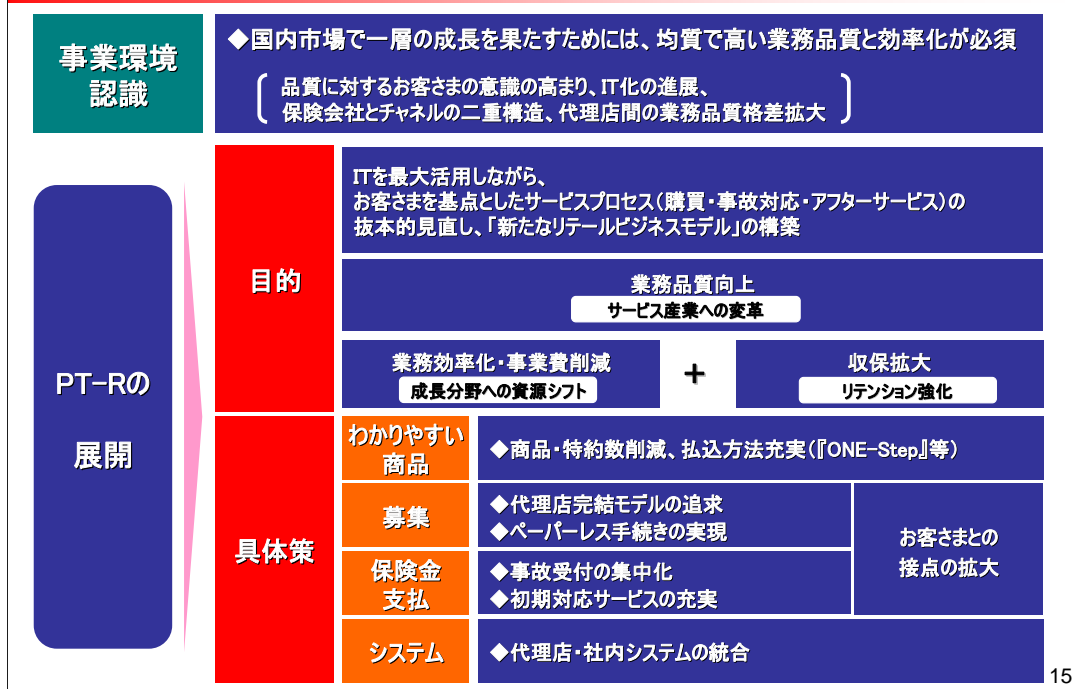 事業環境
認識
◆国内市場で一層の成長を果たすためには、均質で高い業務品質と効率化が必須
品質に対するお客さまの意識の高まり、IT化の進展、
保険会社とチャネルの二重構造、代理店間の業務品質格差拡大
PT-Rの
展開
目的
ITを最大活用しながら、
お客さまを基点としたサービスプロセス（購買・事故対応・アフターサービス）の
抜本的見直し、「新たなリテールビジネスモデル」の構築
業務品質向上
サービス産業への変革
業務効率化・事業費削減
成長分野への資源シフト
+
収保拡大
リテンション強化
具体策
わかりやすい
商品
◆商品・特約数削減、払込方法充実（『ONE-Step』等）
募集
◆代理店完結モデルの追求
◆ペーパーレス手続きの実現
保険金
支払
◆事故受付の集中化
◆初期対応サービスの充実
お客さまとの
接点の拡大
システム
◆代理店・社内システムの統合
15